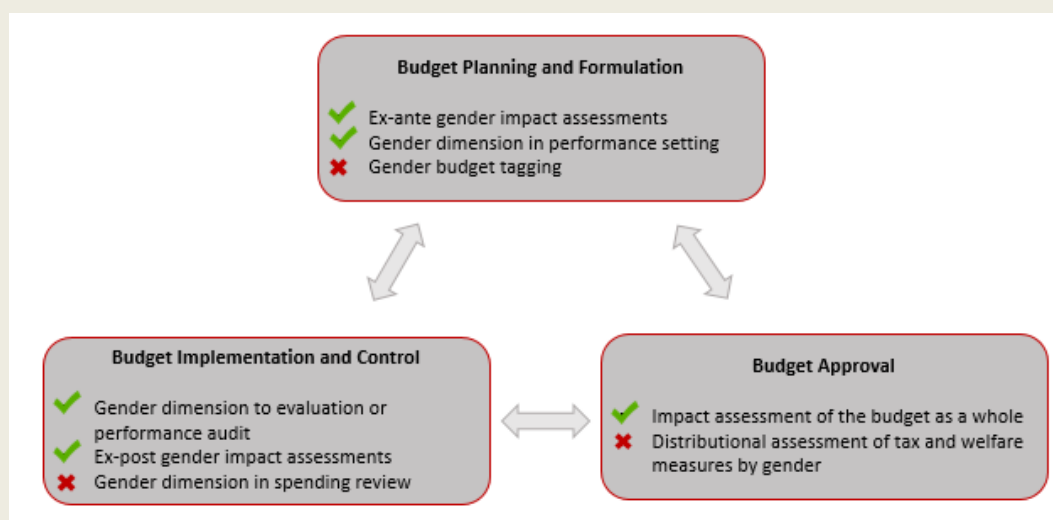 Budget Planning and Formulation
Ex-ante gender impact assessments
Gender dimension in performance setting
Gender budget tagging
Budget Implementation and Control
Gender dimension to evaluation or
performance audit
Ex-post gender impact assessments
Gender dimension in spending review
Budget Approval
Impact assessment of the budget as a whole
Distributional assessment of tax and welfare
measures by gender